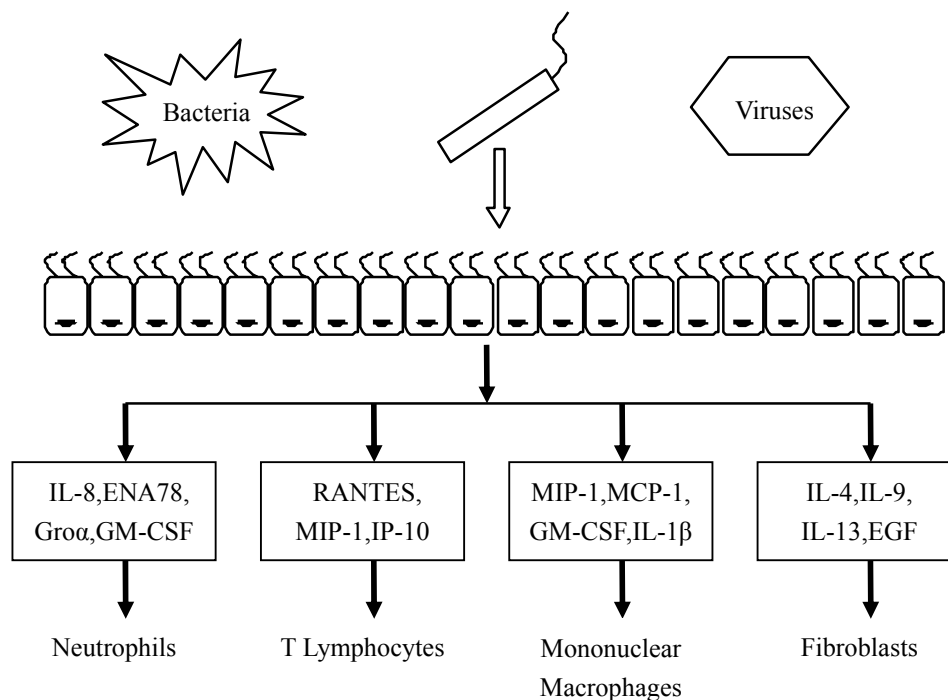 Bacteria
Viruses
IL-8,ENA78,
Groα,GM-CSF
RANTES,
MIP-1,IP-10
MIP-1,MCP-1,
GM-CSF,IL-1β
IL-4,IL-9,
IL-13,EGF
Neutrophils
T Lymphocytes
Mononuclear
Macrophages
Fibroblasts